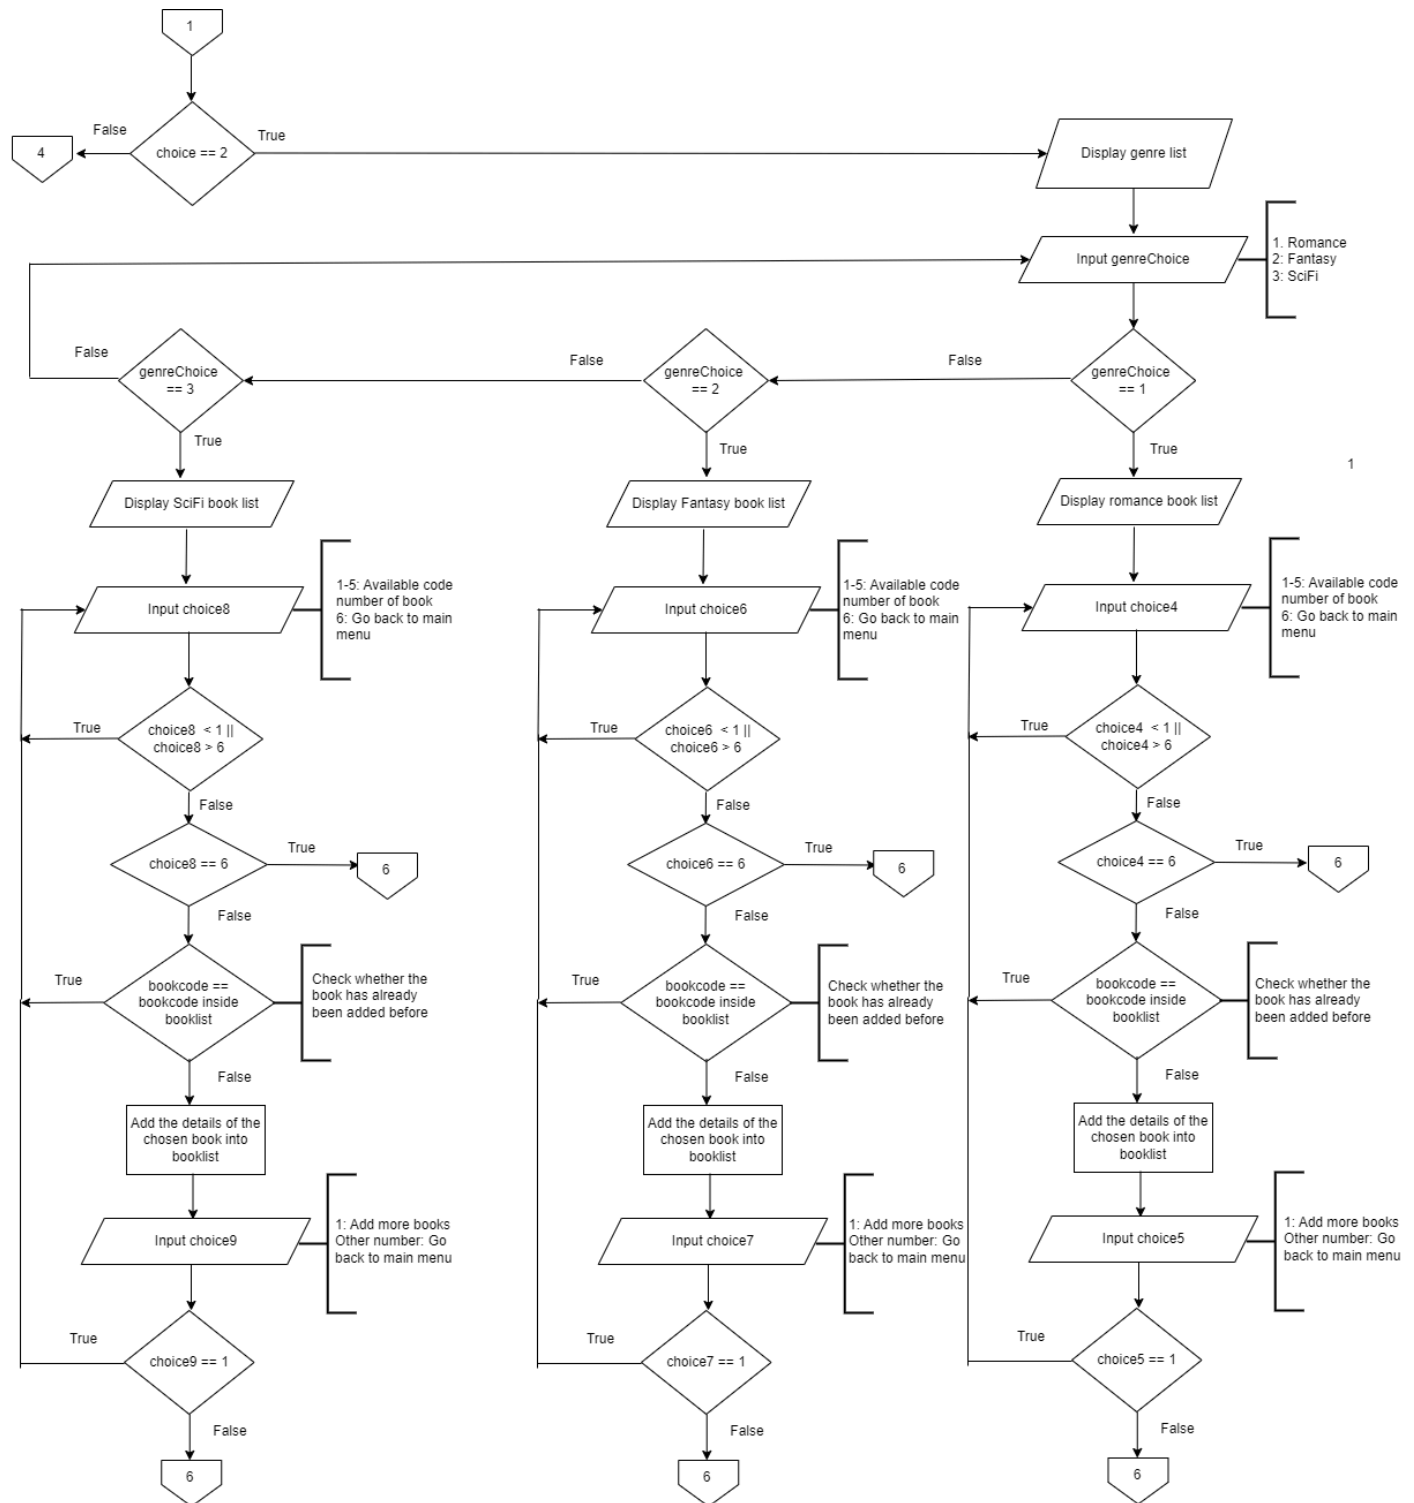 1
False
True
4
choice == 2
Display genre list
Input genreChoice
1. Romance
2: Fantasy
3: SciFi
False
False
False
genreChoice
== 3
genreChoice
== 2
genreChoice
== 1
True
True
True
1
Display SciFi book list
Display Fantasy book list
Display romance book list
Input choice8
1-5: Available code
number of book
6: Go back to main
menu
Input choice6
1-5: Available code
number of book
6: Go back to main
menu
Input choice4
1-5: Available code
number of book
6: Go back to main
menu
True
choice8 < 1 ||
choice8 > 6
True
choice6 < 1 ||
choice6 > 6
True
choice4 < 1 ||
choice4 > 6
False
False
False
choice8 == 6
True
6
choice6 == 6
True
6
choice4 == 6
True
6
False
False
False
True
bookcode ==
bookcode inside
booklist
Check whether the
book has already
been added before
True
bookcode ==
bookcode inside
booklist
Check whether the
book has already
been added before
True
bookcode ==
bookcode inside
booklist
Check whether the
book has already
been added before
False
False
False
Add the details of the
chosen book into
booklist
Add the details of the
chosen book into
booklist
Add the details of the
chosen book into
booklist
Input choice9
1: Add more books
Other number: Go
back to main menu
Input choice7
1: Add more books
Other number: Go
back to main menu
Input choice5
1: Add more books
Other number: Go
back to main menu
True
choice9 == 1
True
choice7 == 1
True
choice5 == 1
False
False
False
6
6
6